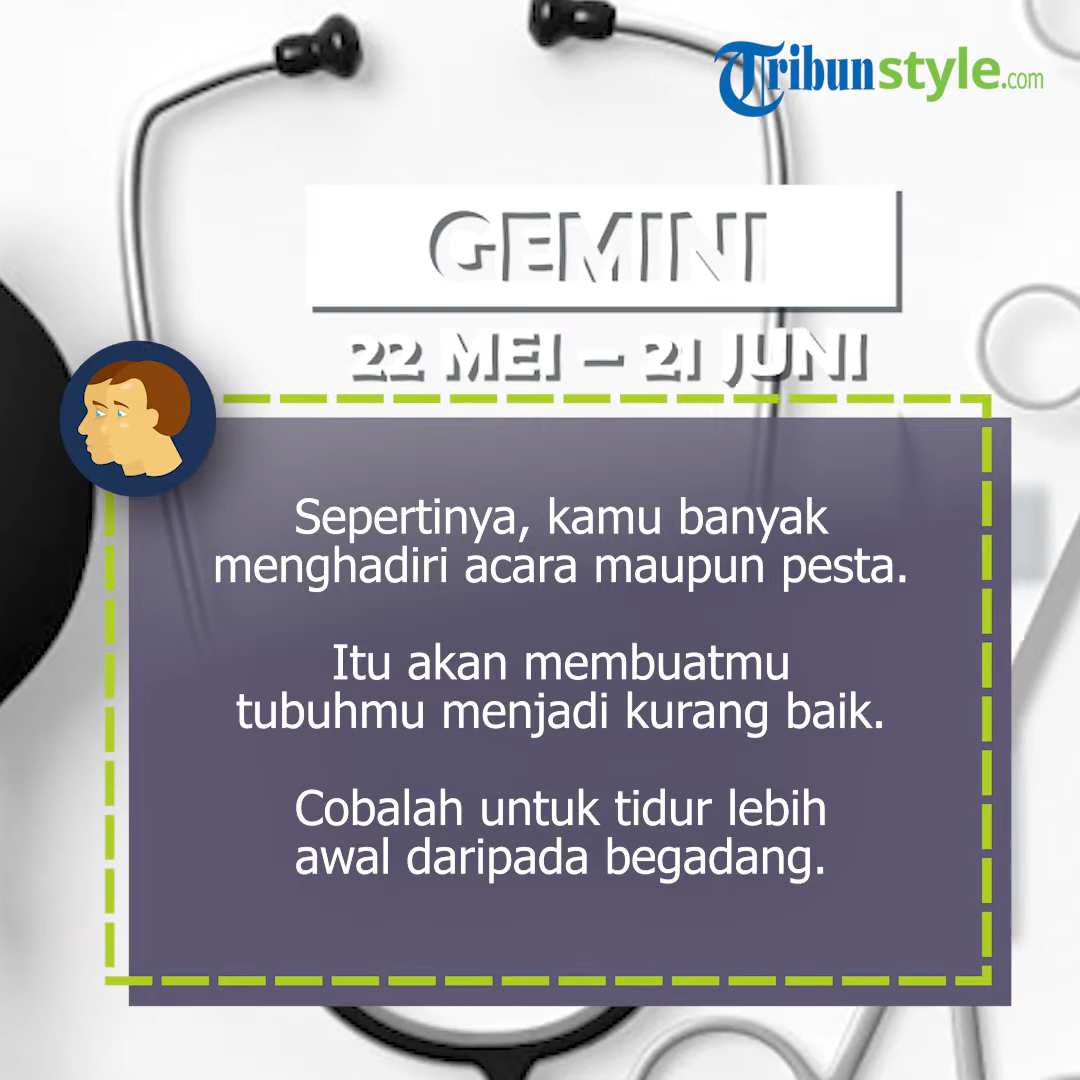 Tribunstyle.com
GEMINI
22 MEI – 21 JUNI
Sepertinya, kamu banyak
menghadiri acara maupun pesta.
Itu akan membuatmu
tubuhmu menjadi kurang baik.
Cobalah untuk tidur lebih
awal daripada begadang.